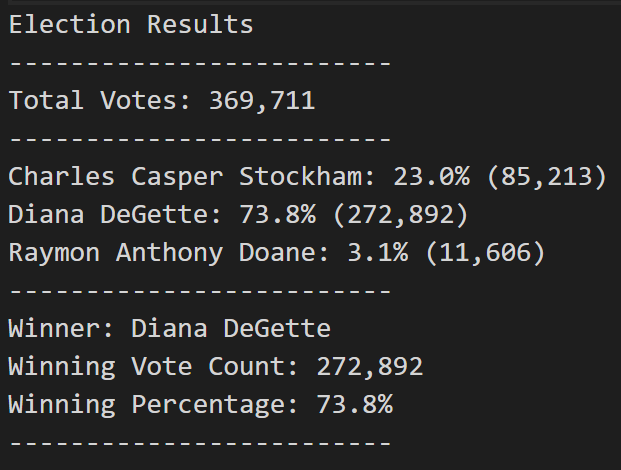 Election Results
-------------------------
Total Votes: 369,711
-------------------------
Charles Casper Stockham: 23.0% (85,213)
Diana DeGette: 73.8% (272,892)
Raymon Anthony Doane: 3.1% (11,606)
-------------------------
Winner: Diana DeGette
Winning Vote Count: 272,892
Winning Percentage: 73.8%
-------------------------